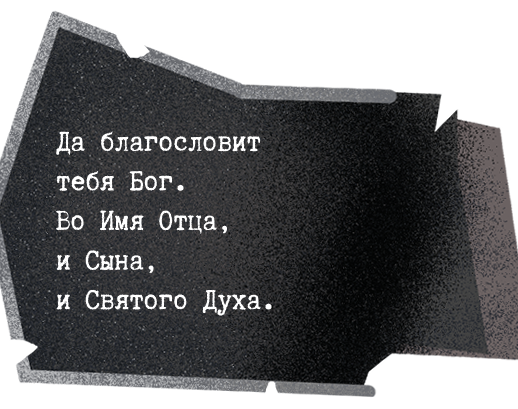 Да благословит
тебя Бог.
Во Имя Отца,
и Сына,
и Святого Духа.